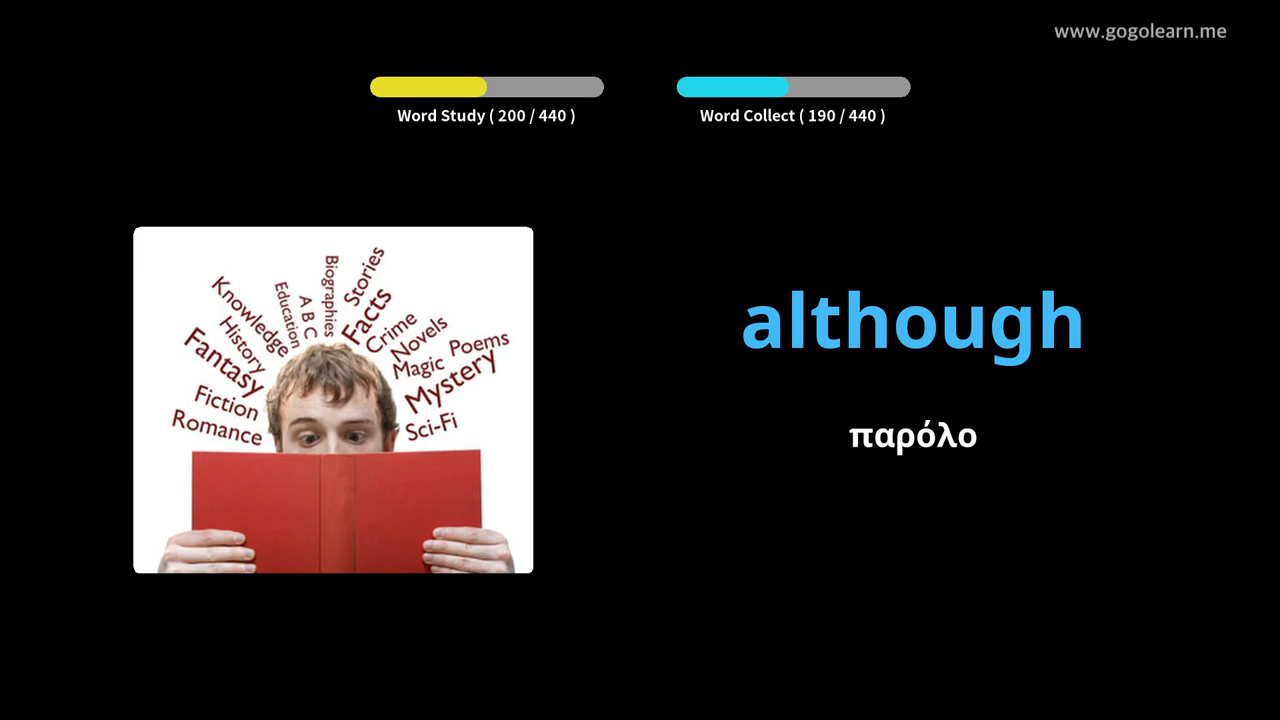 www.gogolearn.me
Word Study ( 200 / 440 )
Word Collect ( 190 / 440 )
Knowledge
Education
A B C
Biographies
Stories
Facts
Crime
Novels
Poems
History
Fantasy
Magic
Mystery
Fiction
Romance
Sci-Fi
although
παρόλο